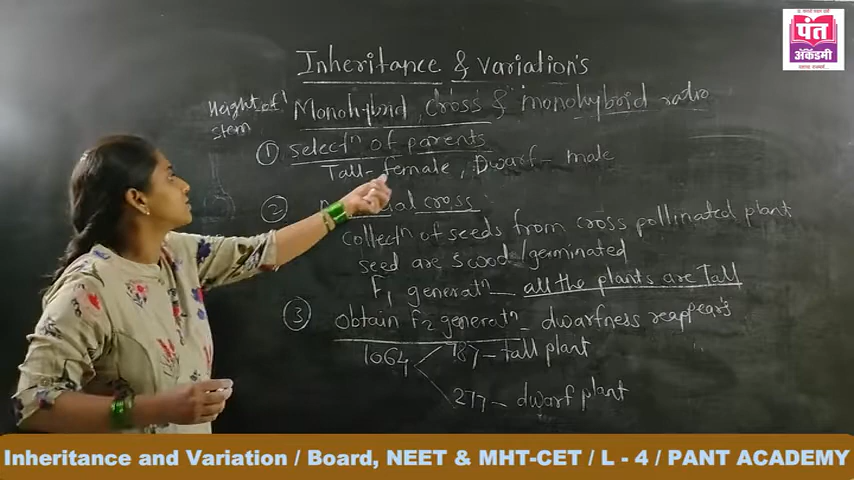 पंत
अॅकॅडमी
Inheritance & Variation's
Height of Stem
Monohybrid cross & monohybrid ratio
① Selectⁿ of parents
Tall - female, Dwarf - male
② al cross
collectⁿ of seeds from cross pollinated plant
seed are /germinated
F₁ generatⁿ - all the plants are Tall
③ Obtain F₂ generatⁿ - dwarfness reappear's
1064 787 - tall plant
277 - dwarf plant
Inheritance and Variation / Board, NEET & MHT-CET / L - 4 / PANT ACADEMY